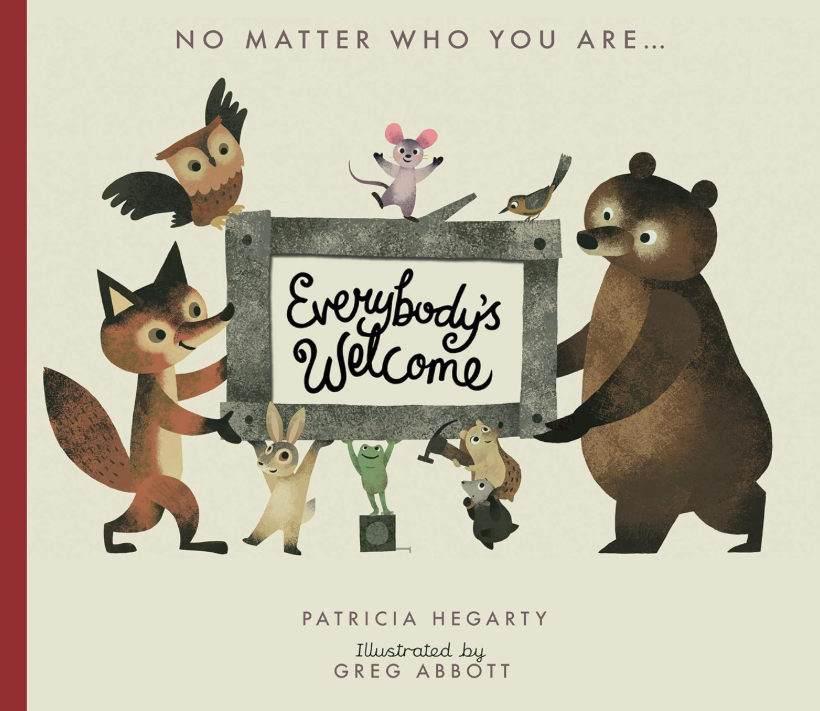 NO MATTER WHO YOU ARE...
Everybody's
Welcome
PATRICIA HEGARTY
Illustrated by
GREG ABBOTT